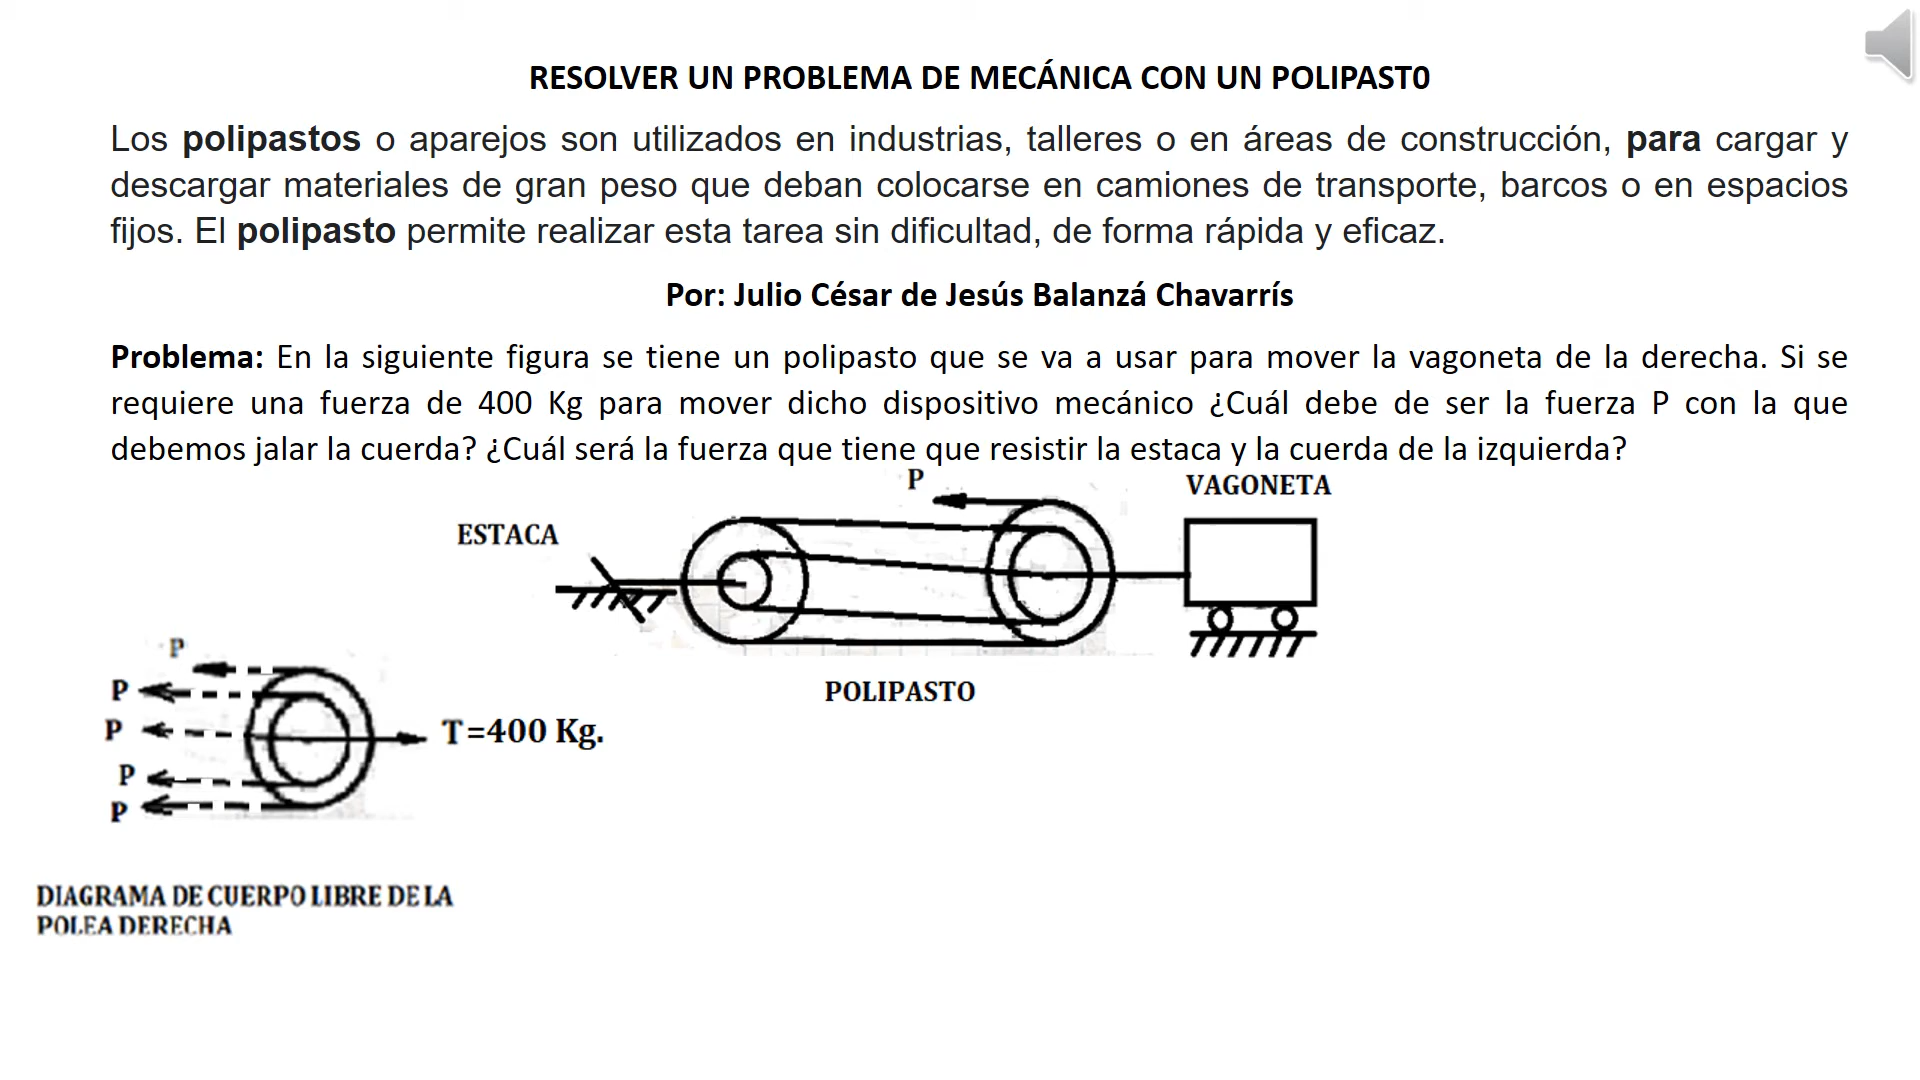 RESOLVER UN PROBLEMA DE MECÁNICA CON UN POLIPAST0
Los polipastos o aparejos son utilizados en industrias, talleres o en áreas de construcción, para cargar y
descargar materiales de gran peso que deban colocarse en camiones de transporte, barcos o en espacios
fijos. El polipasto permite realizar esta tarea sin dificultad, de forma rápida y eficaz.
Por: Julio César de Jesús Balanzá Chavarrís
Problema: En la siguiente figura se tiene un polipasto que se va a usar para mover la vagoneta de la derecha. Si se
requiere una fuerza de 400 Kg para mover dicho dispositivo mecánico ¿Cuál debe de ser la fuerza P con la que
debemos jalar la cuerda? ¿Cuál será la fuerza que tiene que resistir la estaca y la cuerda de la izquierda?
P
VAGONETA
ESTACA
POLIPASTO
P
P
P
P
P
T=400 Kg.
DIAGRAMA DE CUERPO LIBRE DE LA
POLEA DERECHA